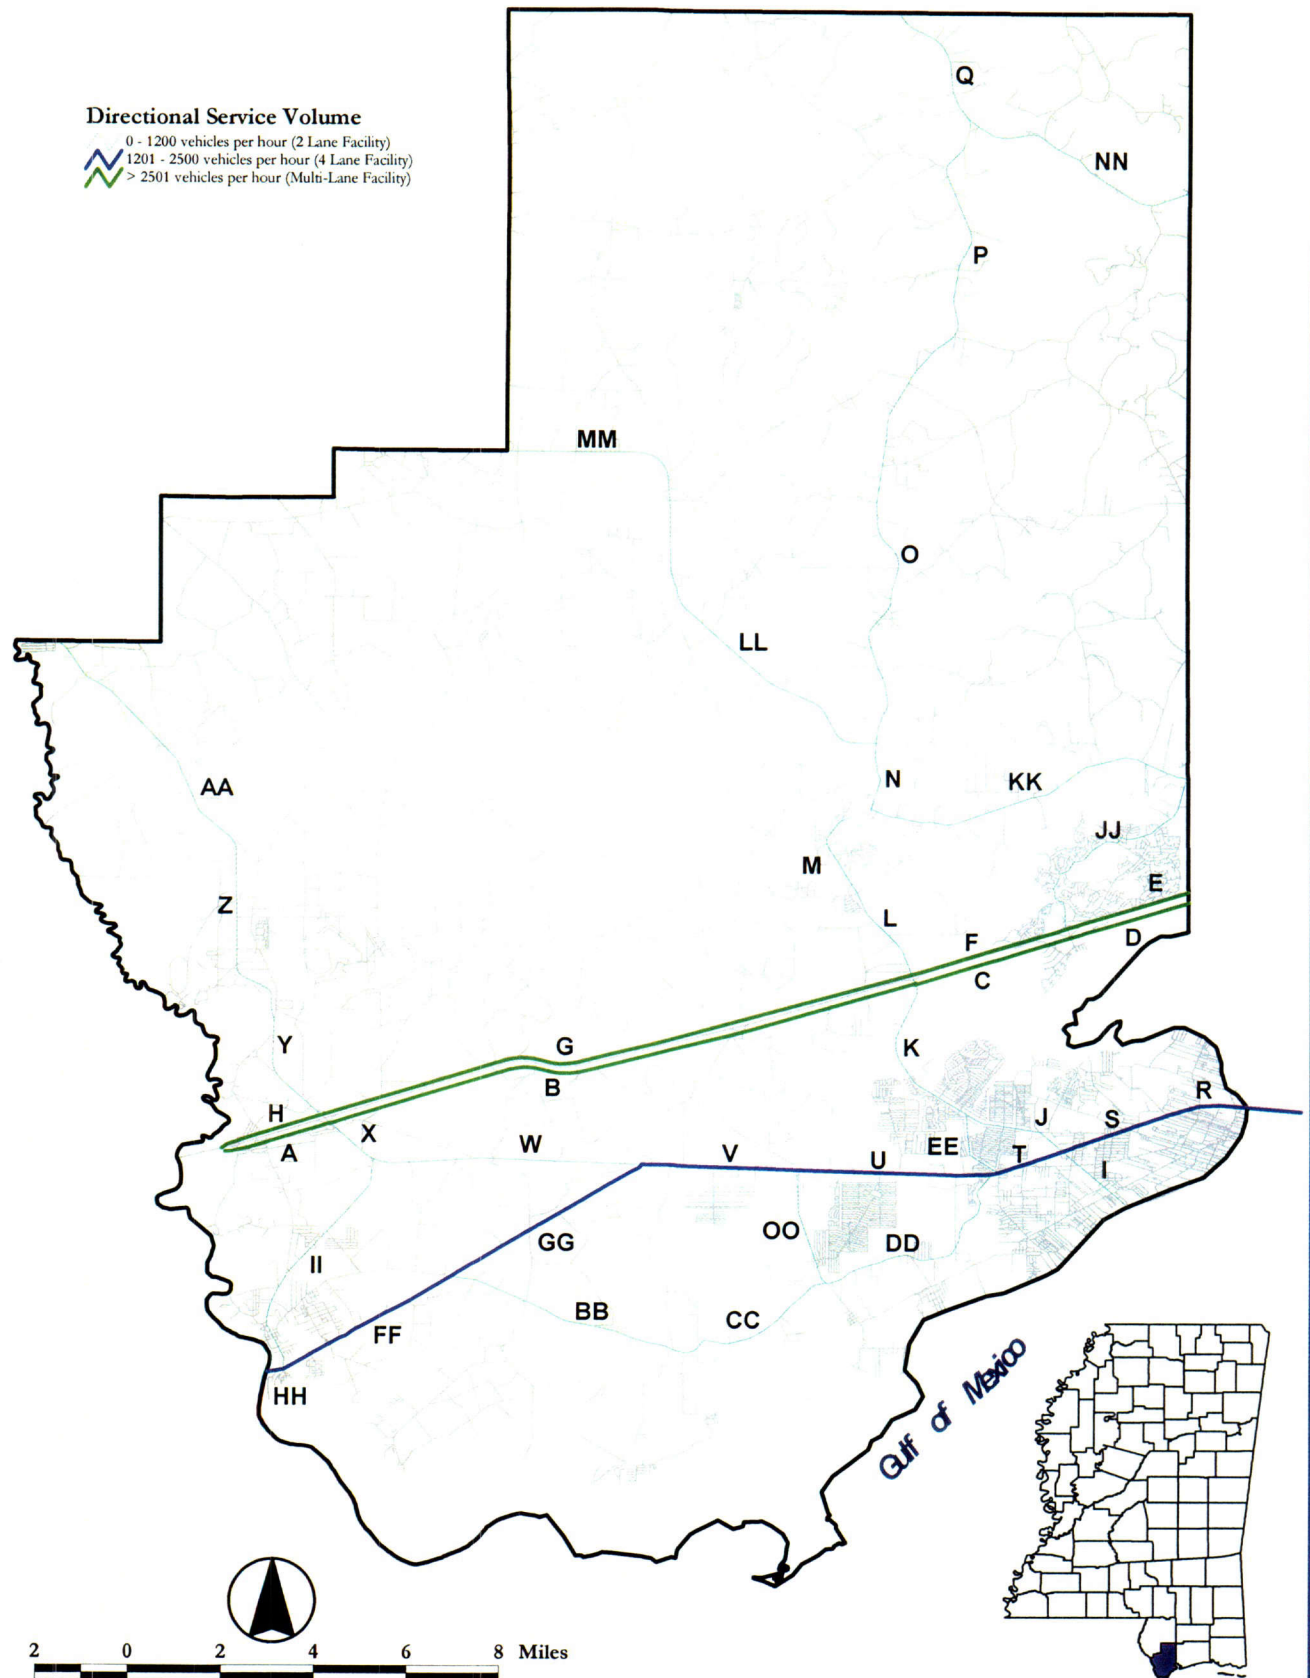 Directional Service Volume
0 - 1200 vehicles per hour (2 Lane Facility)
1201 - 2500 vehicles per hour (4 Lane Facility)
> 2501 vehicles per hour (Multi-Lane Facility)
Q
NN
P
MM
O
LL
N
KK
AA
JJ
M
E
Z
L
F
D
C
Y
G
K
B
R
H
J
S
X
A
W
V
U
EE
T
I
GG
OO
DD
II
BB
CC
FF
HH
Gulf of Mexico
2 0 2 4 6 8 Miles